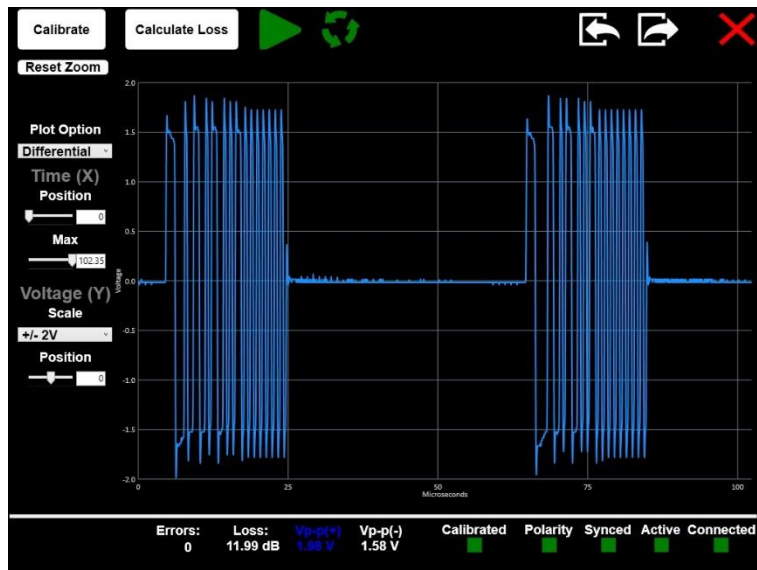 Calibrate
Calculate Loss
Reset Zoom
Plot Option
Differential
Time (X)
Position
0
Max
102.35
Voltage (Y)
Scale
+/- 2V
Position
0
2.0
1.5
1.0
0.5
0.0
-0.5
-1.0
-1.5
-2.0
Voltage
0 25 50 75 100
Microseconds
Errors: Loss: Vp-p(+) Vp-p(-) Calibrated Polarity Synced Active Connected
0 11.99 dB 1.98 V 1.58 V